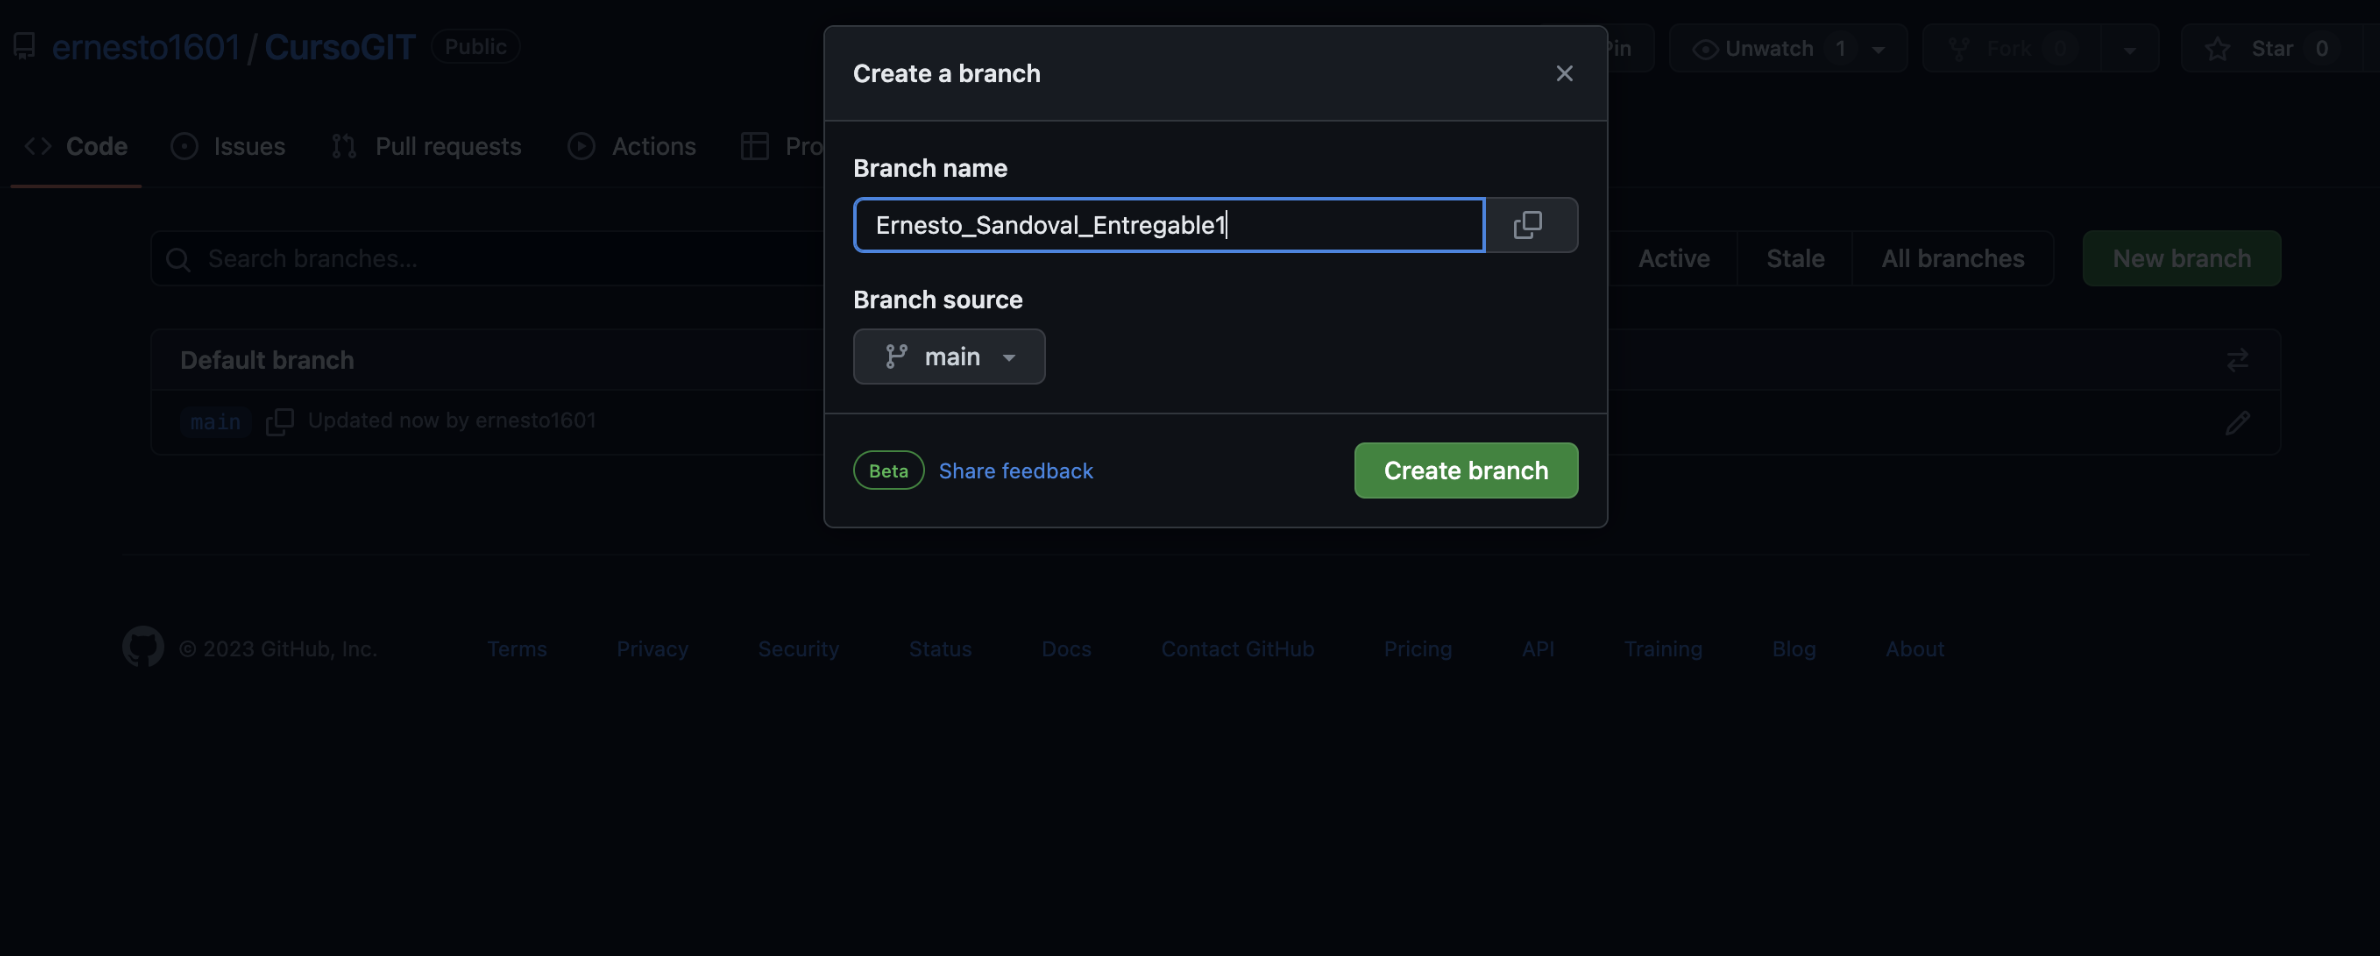 ernesto1601 / CursoGIT Public
Pin Unwatch 1 Fork 0 Star 0
Create a branch
Code Issues Pull requests Actions Pro
Branch name
Ernesto_Sandoval_Entregable1
Search branches...
Active Stale All branches New branch
Branch source
main
Default branch
main Updated now by ernesto1601
Beta Share feedback Create branch
© 2023 GitHub, Inc. Terms Privacy Security Status Docs Contact GitHub Pricing API Training Blog About